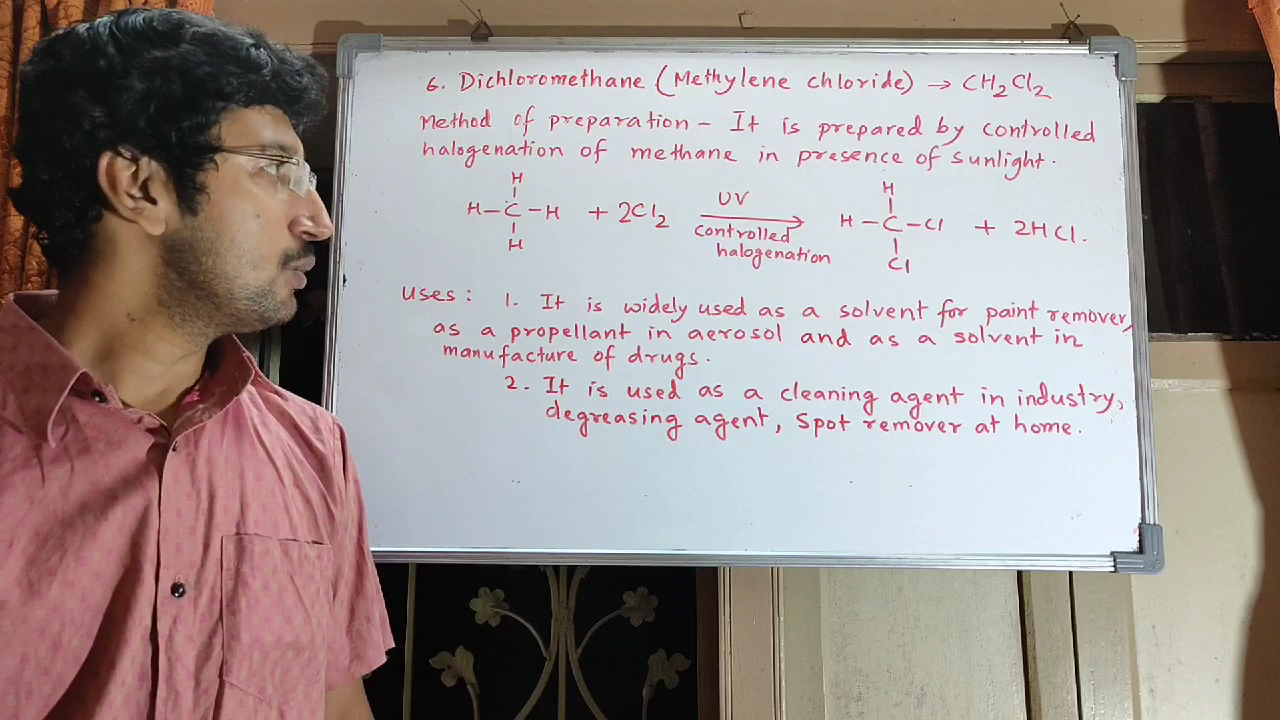 6. Dichloromethane (Methylene chloride) → CH₂Cl₂
Method of preparation - It is prepared by controlled
halogenation of methane in presence of sunlight.
H
H-C-H + 2Cl₂ UV → H-C-Cl + 2HCl.
controlled
halogenation
H
H
Cl
Uses: 1. It is widely used as a solvent for paint remover,
as a propellant in aerosol and as a solvent in
manufacture of drugs.
2. It is used as a cleaning agent in industry,
degreasing agent, spot remover at home.